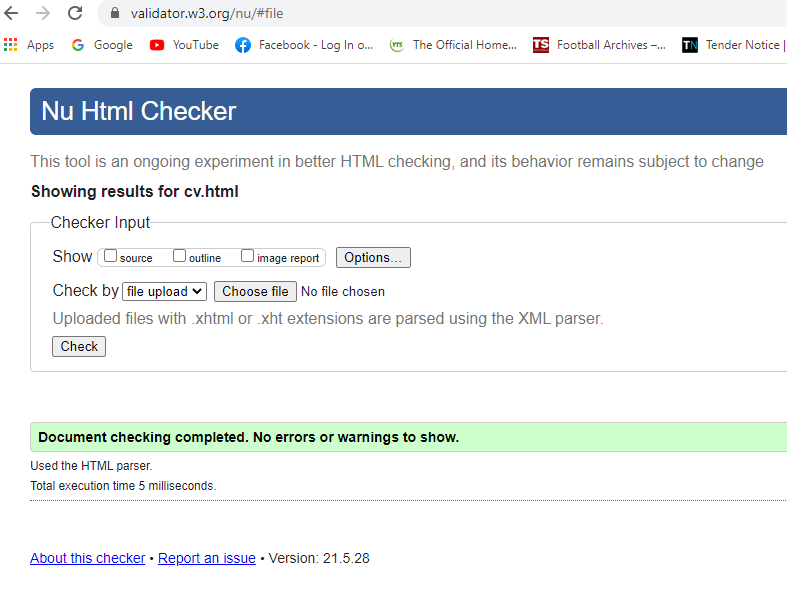 validator.w3.org/nu/#file
Apps Google YouTube Facebook - Log In o... YTS The Official Home... TS Football Archives –... TN Tender Notice |
Nu Html Checker
This tool is an ongoing experiment in better HTML checking, and its behavior remains subject to change
Showing results for cv.html
Checker Input
Show source outline image report Options...
Check by file upload Choose file No file chosen
Uploaded files with .xhtml or .xht extensions are parsed using the XML parser.
Check
Document checking completed. No errors or warnings to show.
Used the HTML parser.
Total execution time 5 milliseconds.
About this checker • Report an issue • Version: 21.5.28